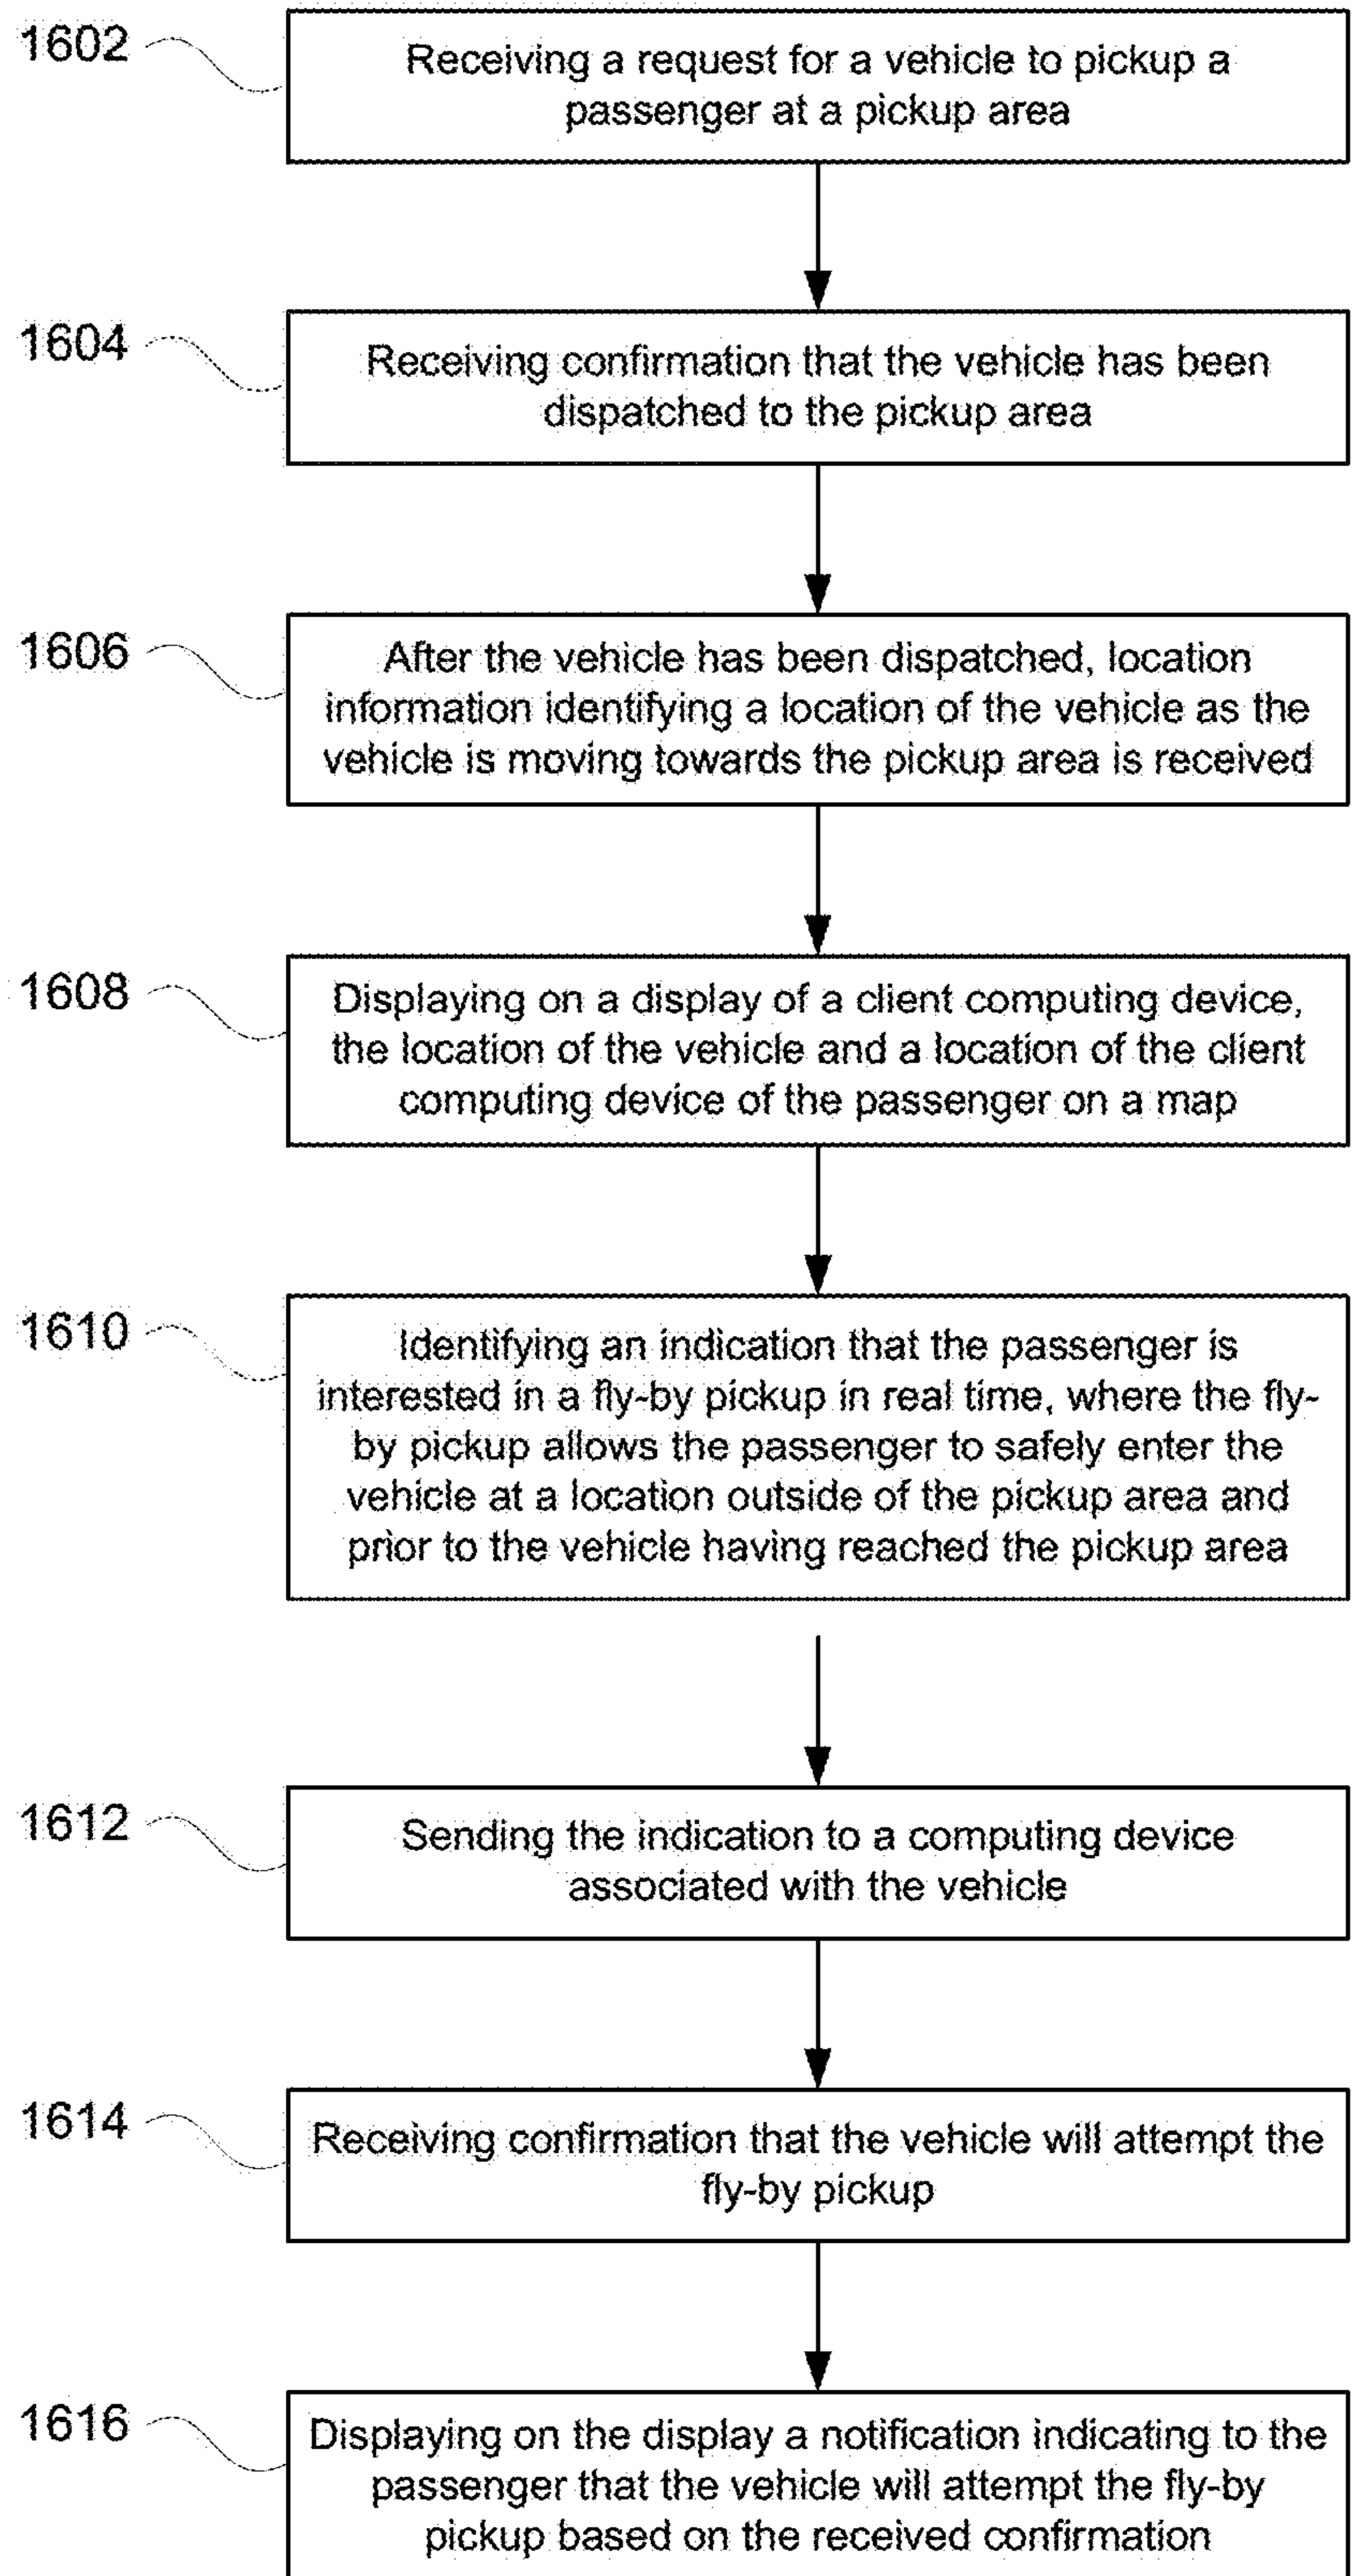 1602
Receiving a request for a vehicle to pickup a
passenger at a pickup area
1604
Receiving confirmation that the vehicle has been
dispatched to the pickup area
1606
After the vehicle has been dispatched, location
information identifying a location of the vehicle as the
vehicle is moving towards the pickup area is received
1608
Displaying on a display of a client computing device,
the location of the vehicle and a location of the client
computing device of the passenger on a map
1610
Identifying an indication that the passenger is
interested in a fly-by pickup in real time, where the fly-
by pickup allows the passenger to safely enter the
vehicle at a location outside of the pickup area and
prior to the vehicle having reached the pickup area
1612
Sending the indication to a computing device
associated with the vehicle
1614
Receiving confirmation that the vehicle will attempt the
fly-by pickup
1616
Displaying on the display a notification indicating to the
passenger that the vehicle will attempt the fly-by
pickup based on the received confirmation